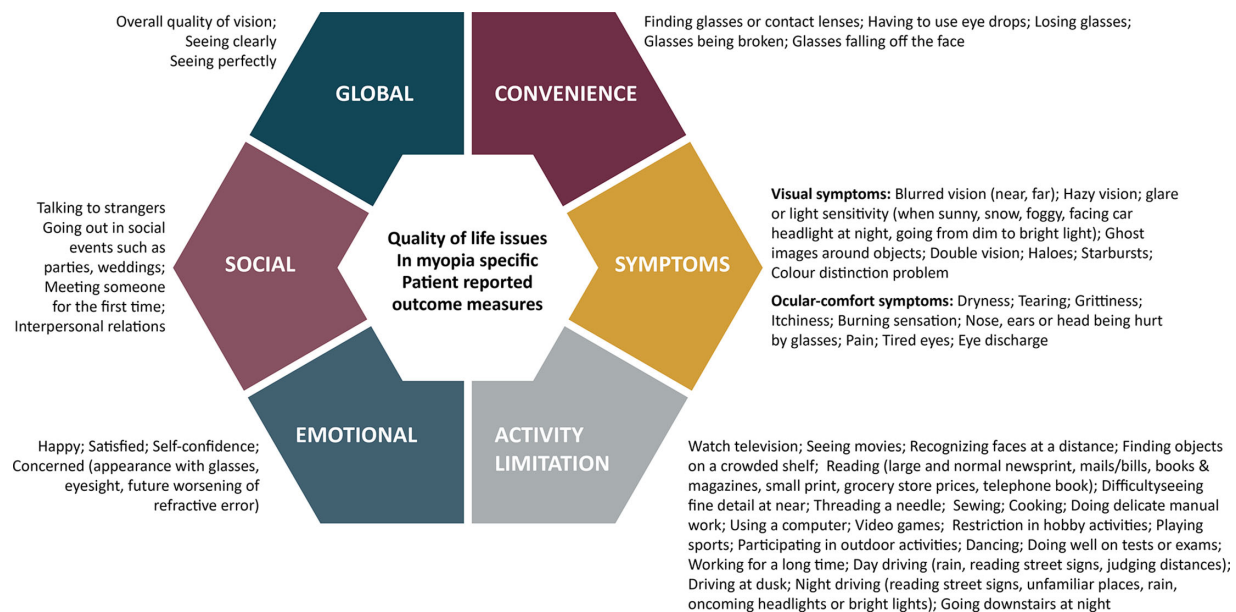 Overall quality of vision;
Seeing clearly
Seeing perfectly
GLOBAL
CONVENIENCE
Finding glasses or contact lenses; Having to use eye drops; Losing glasses;
Glasses being broken; Glasses falling off the face
Talking to strangers
Going out in social
events such as
parties, weddings;
Meeting someone
for the first time;
Interpersonal relations
SOCIAL
Quality of life issues
In myopia specific
Patient reported
outcome measures
SYMPTOMS
Visual symptoms: Blurred vision (near, far); Hazy vision; glare
or light sensitivity (when sunny, snow, foggy, facing car
headlight at night, going from dim to bright light); Ghost
images around objects; Double vision; Haloes; Starbursts;
Colour distinction problem
Ocular-comfort symptoms: Dryness; Tearing; Grittiness;
Itchiness; Burning sensation; Nose, ears or head being hurt
by glasses; Pain; Tired eyes; Eye discharge
Happy; Satisfied; Self-confidence;
Concerned (appearance with glasses,
eyesight, future worsening of
refractive error)
EMOTIONAL
ACTIVITY
LIMITATION
Watch television; Seeing movies; Recognizing faces at a distance; Finding objects
on a crowded shelf; Reading (large and normal newsprint, mails/bills, books &
magazines, small print, grocery store prices, telephone book); Difficultyseeing
fine detail at near; Threading a needle; Sewing; Cooking; Doing delicate manual
work; Using a computer; Video games; Restriction in hobby activities; Playing
sports; Participating in outdoor activities; Dancing; Doing well on tests or exams;
Working for a long time; Day driving (rain, reading street signs, judging distances);
Driving at dusk; Night driving (reading street signs, unfamiliar places, rain,
oncoming headlights or bright lights); Going downstairs at night